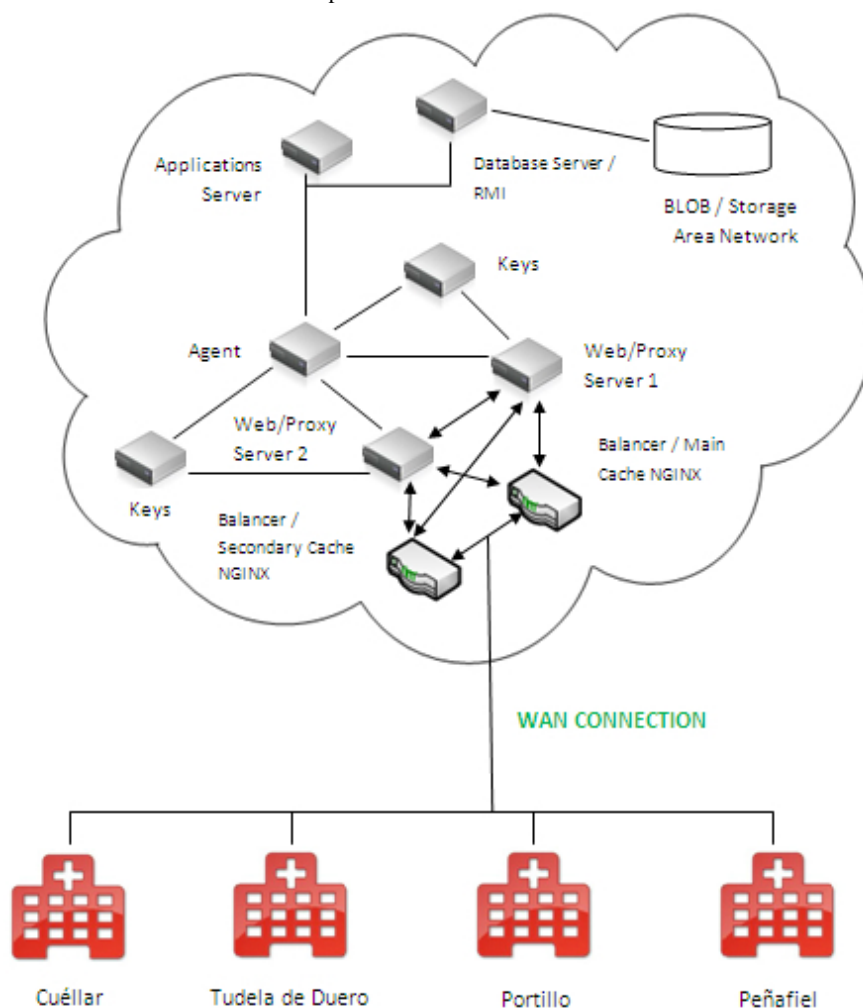 Applications
Server
Database Server /
RMI
BLOB / Storage
Area Network
Keys
Agent
Web/Proxy
Server 1
Web/Proxy
Server 2
Balancer / Main
Cache NGINX
Keys
Balancer /
Secondary Cache
NGINX
WAN CONNECTION
Cuéllar
Tudela de Duero
Portillo
Peñafiel